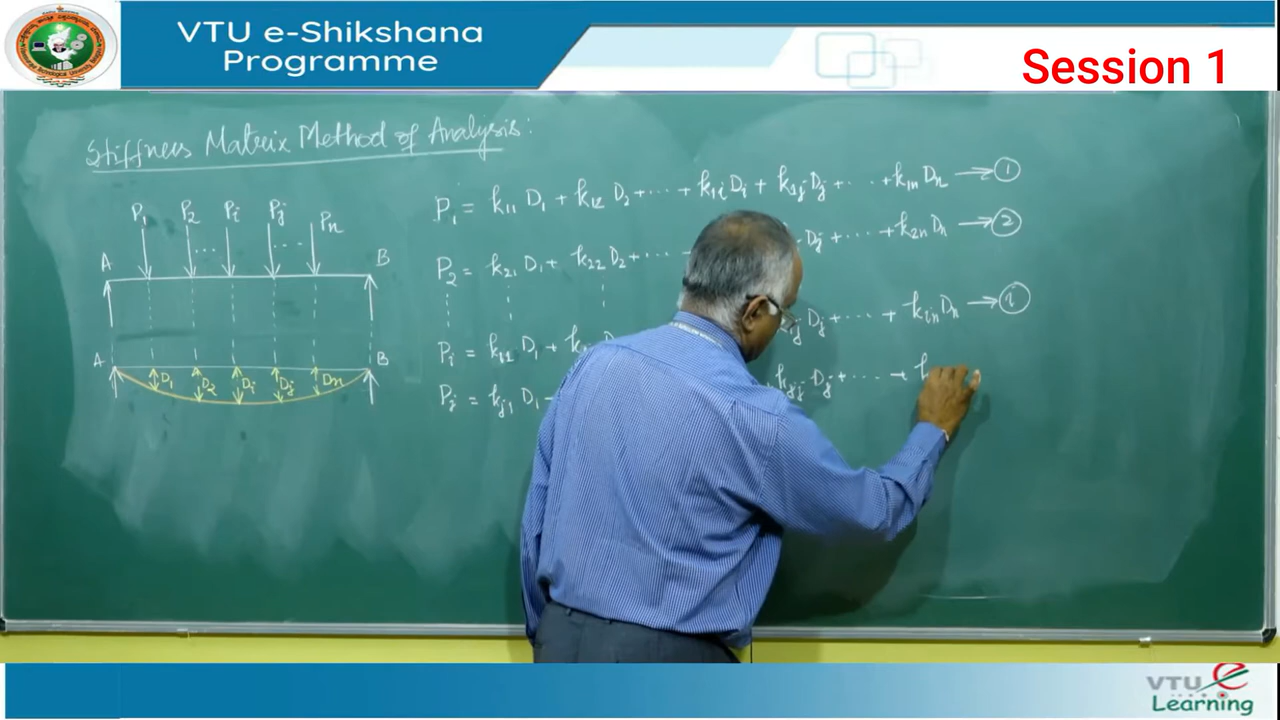 VTU e-Shikshana
Programme
Session 1
Stiffness Matrix Method of Analysis:
P1 P2 Pi Pj Pn
... ....
A B
A B
D1 D2 Di Dj Dn
P1 = k11 D1 + k12 D2 + ... + k1i Di + k1j Dj + ... + k1n Dn → 1
P2 = k21 D1 + k22 D2 + ... Dj + ... + k2n Dn → 2
Pi = ki1 D1 + ij Dj + ... + kin Dn → i
Pj = kj1 D1 + kjj Dj + ... + k
VTU e
Learning